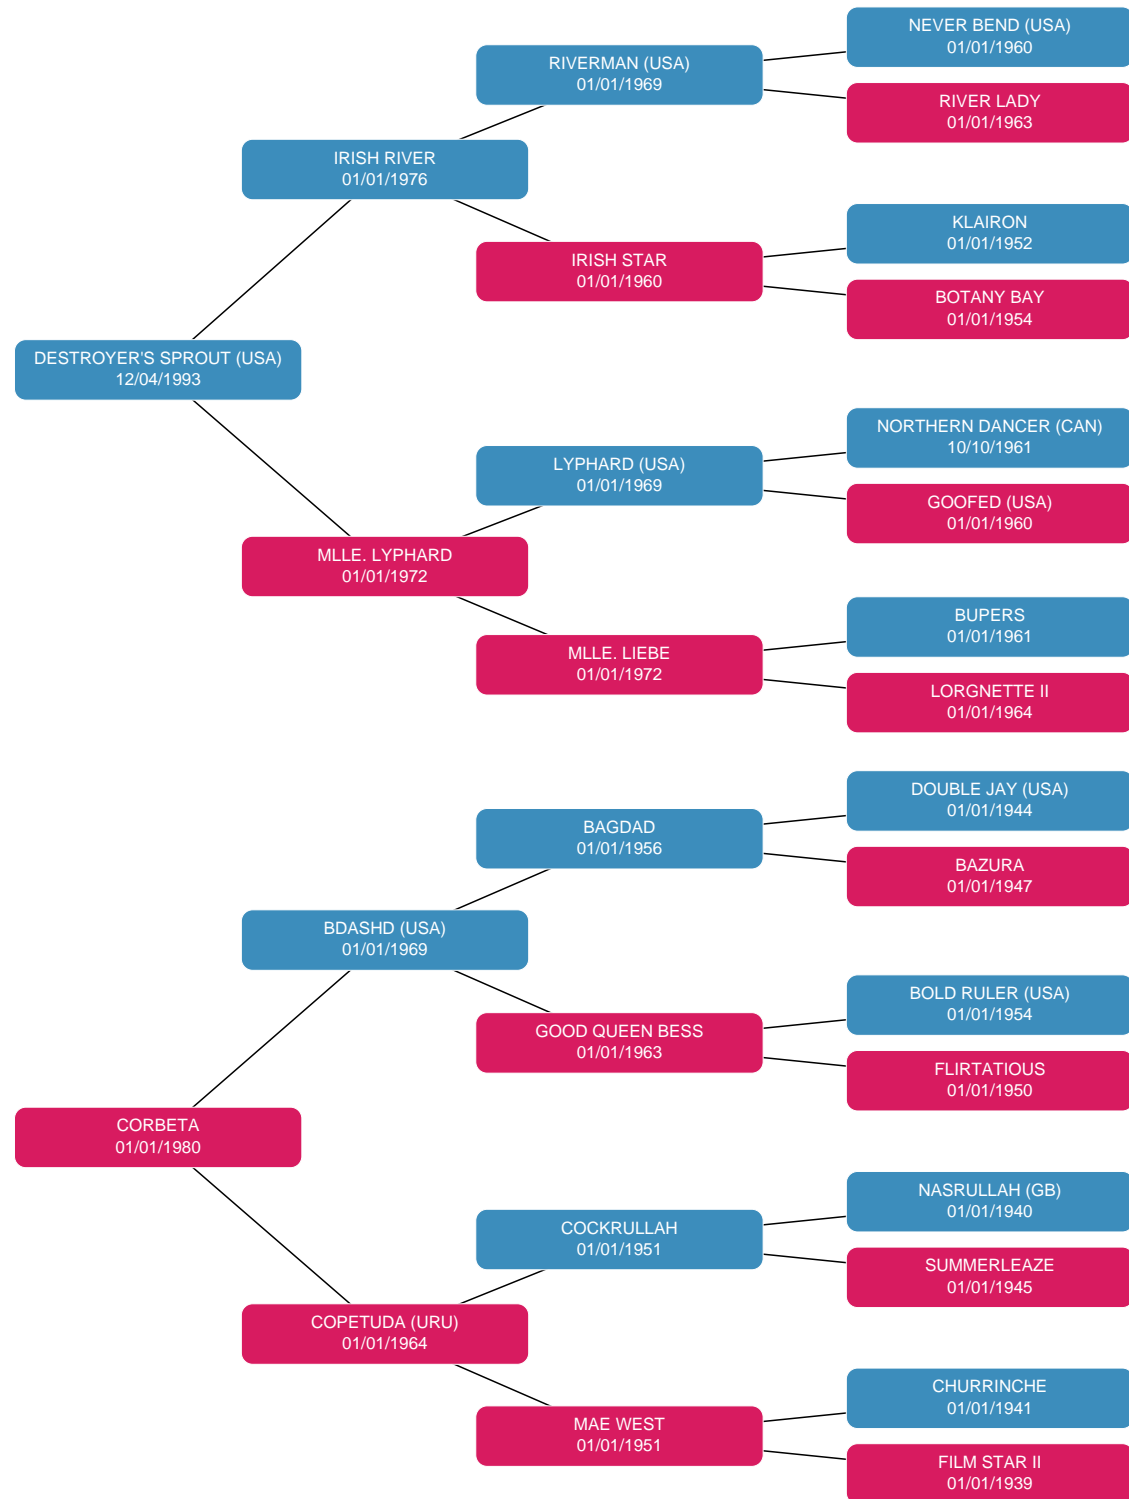 NEVER BEND (USA)
01/01/1960
RIVERMAN (USA)
01/01/1969
RIVER LADY
01/01/1963
IRISH RIVER
01/01/1976
KLAIRON
01/01/1952
IRISH STAR
01/01/1960
BOTANY BAY
01/01/1954
DESTROYER'S SPROUT (USA)
12/04/1993
NORTHERN DANCER (CAN)
10/10/1961
LYPHARD (USA)
01/01/1969
GOOFED (USA)
01/01/1960
MLLE. LYPHARD
01/01/1972
BUPERS
01/01/1961
MLLE. LIEBE
01/01/1972
LORGNETTE II
01/01/1964
DOUBLE JAY (USA)
01/01/1944
BAGDAD
01/01/1956
BAZURA
01/01/1947
BDASHD (USA)
01/01/1969
BOLD RULER (USA)
01/01/1954
GOOD QUEEN BESS
01/01/1963
FLIRTATIOUS
01/01/1950
CORBETA
01/01/1980
NASRULLAH (GB)
01/01/1940
COCKRULLAH
01/01/1951
SUMMERLEAZE
01/01/1945
COPETUDA (URU)
01/01/1964
CHURRINCHE
01/01/1941
MAE WEST
01/01/1951
FILM STAR II
01/01/1939